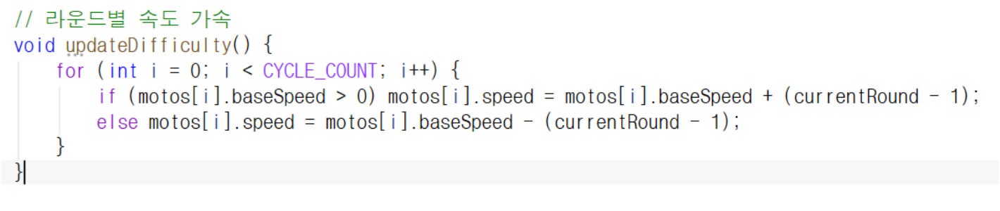 // 라운드별 속도 가속
void updateDifficulty() {
    for (int i = 0; i < CYCLE_COUNT; i++) {
        if (motos[i].baseSpeed > 0) motos[i].speed = motos[i].baseSpeed + (currentRound - 1);
        else motos[i].speed = motos[i].baseSpeed - (currentRound - 1);
    }
}